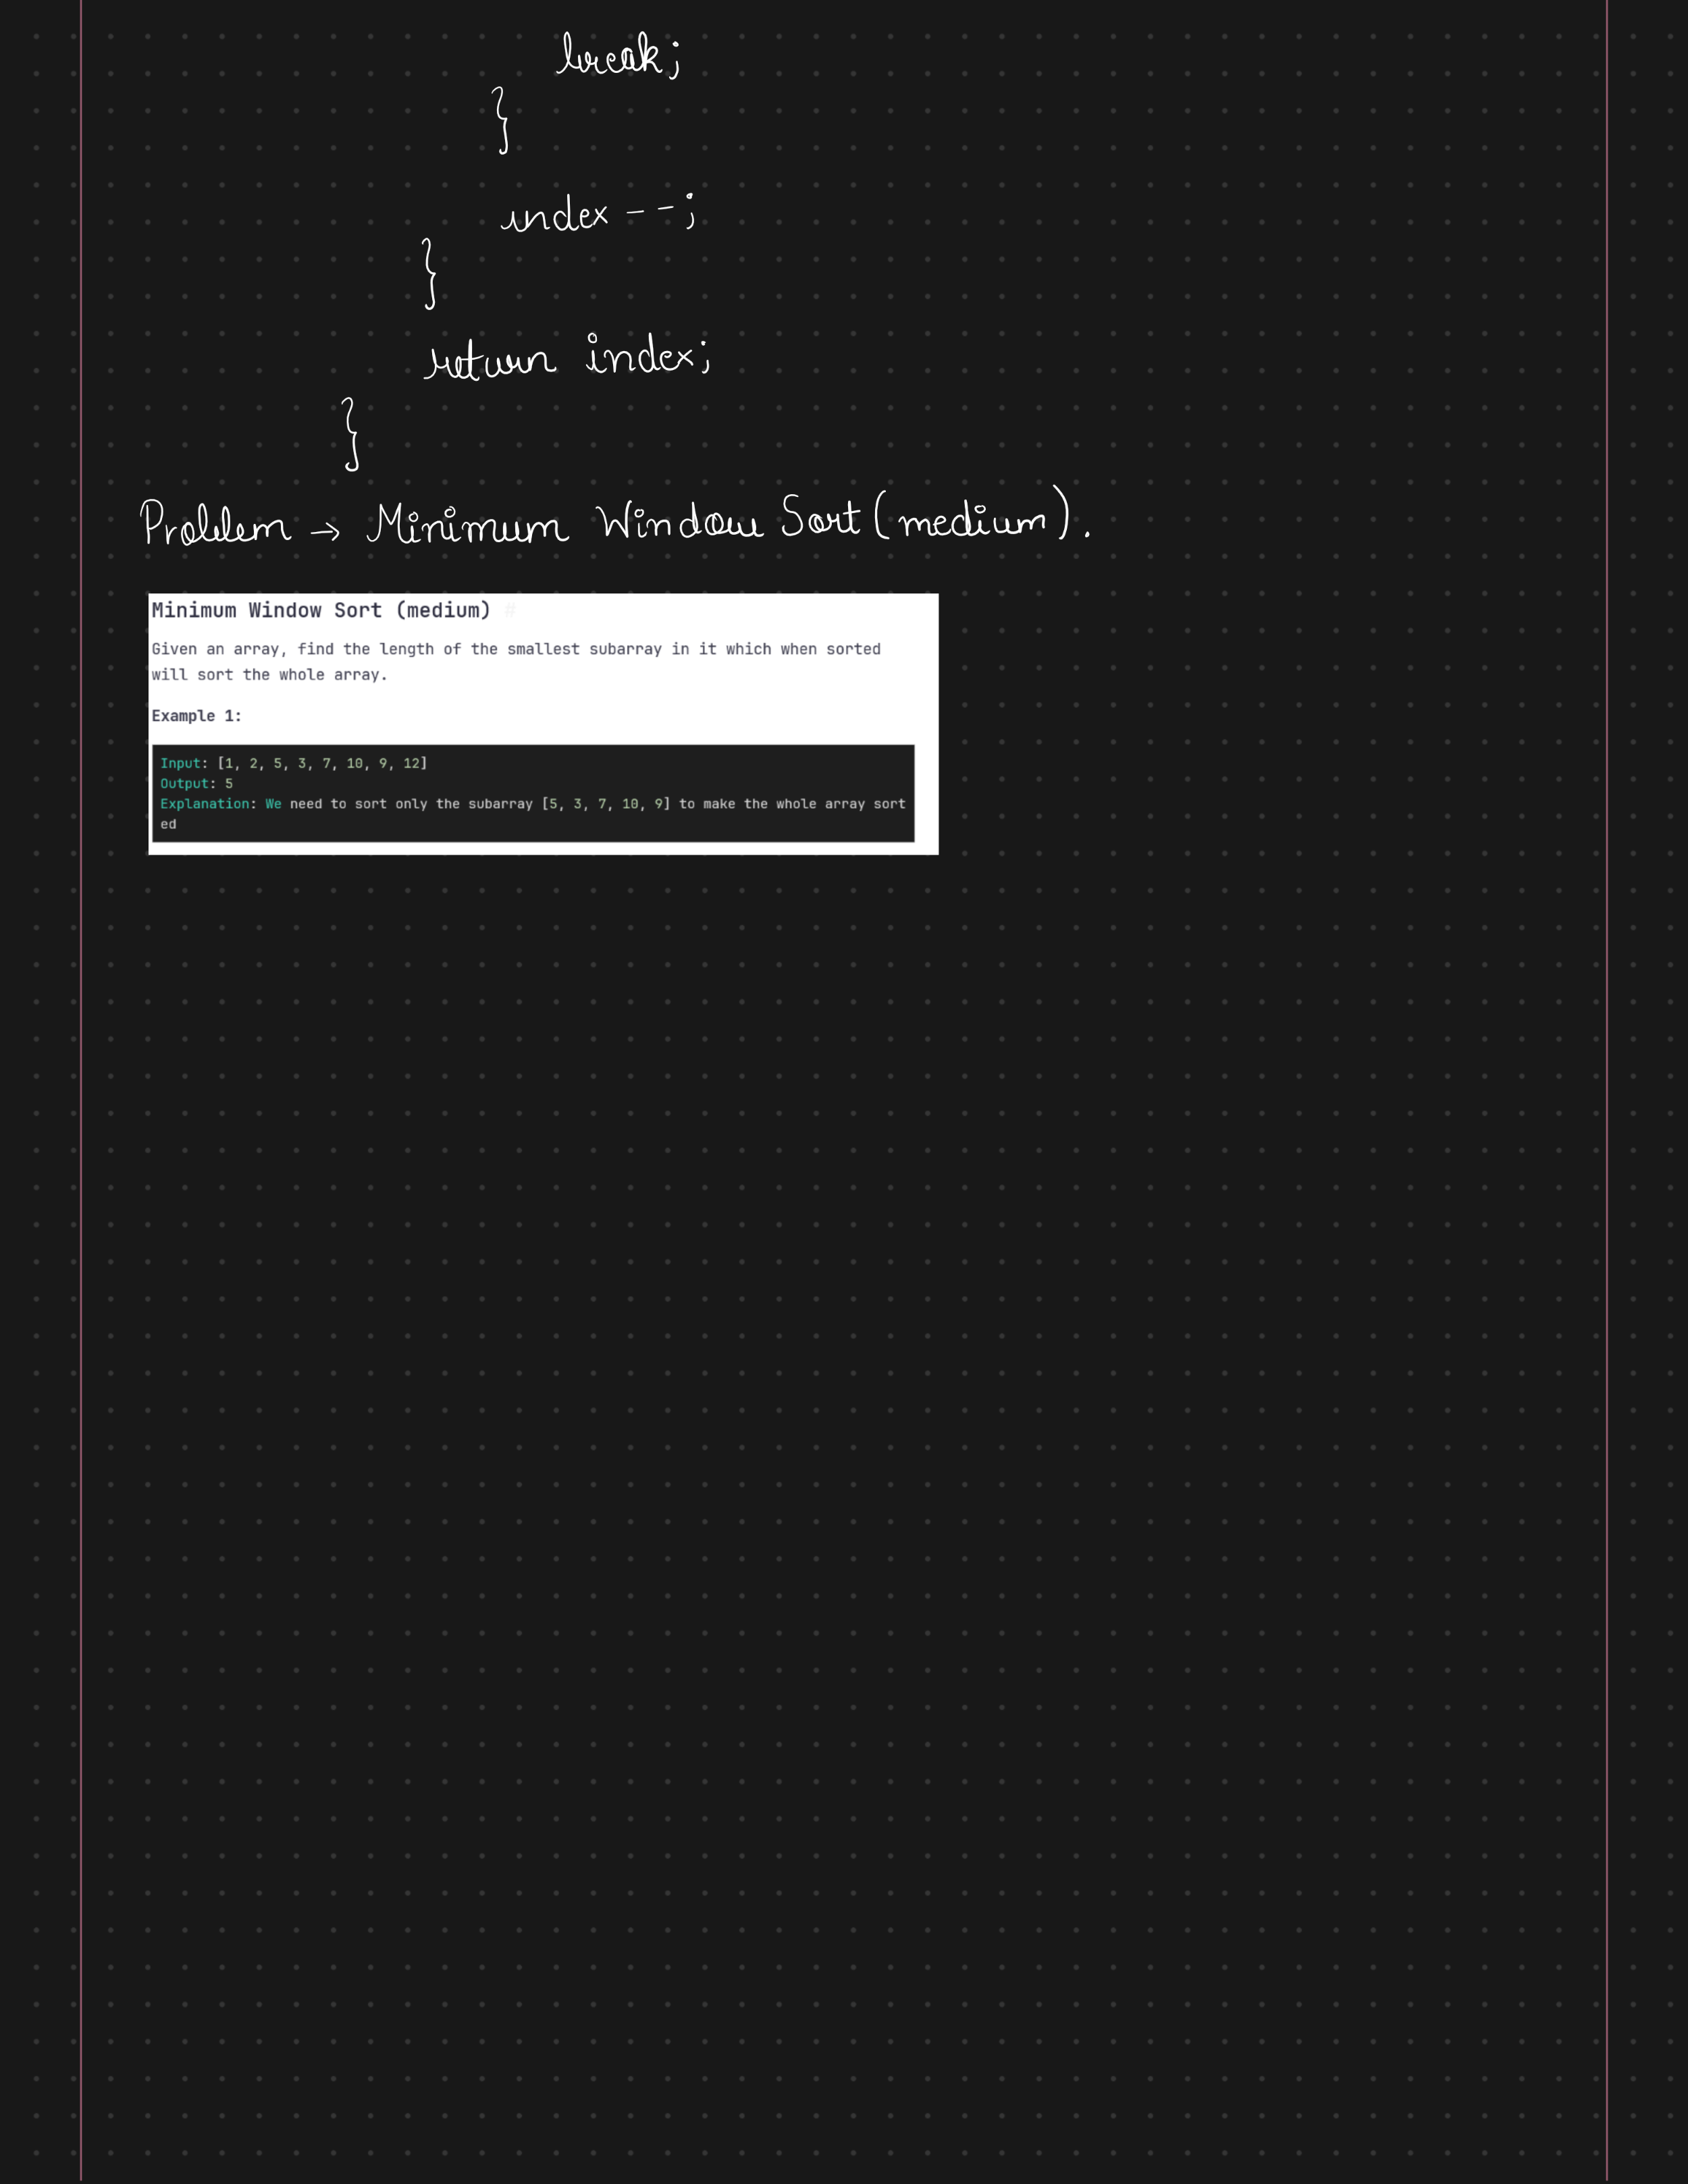 break;
}
index--;
}
return index;
}
Problem → Minimum Window Sort (medium).
Minimum Window Sort (medium) #
Given an array, find the length of the smallest subarray in it which when sorted
will sort the whole array.
Example 1:
Input: [1, 2, 5, 3, 7, 10, 9, 12]
Output: 5
Explanation: We need to sort only the subarray [5, 3, 7, 10, 9] to make the whole array sort
ed